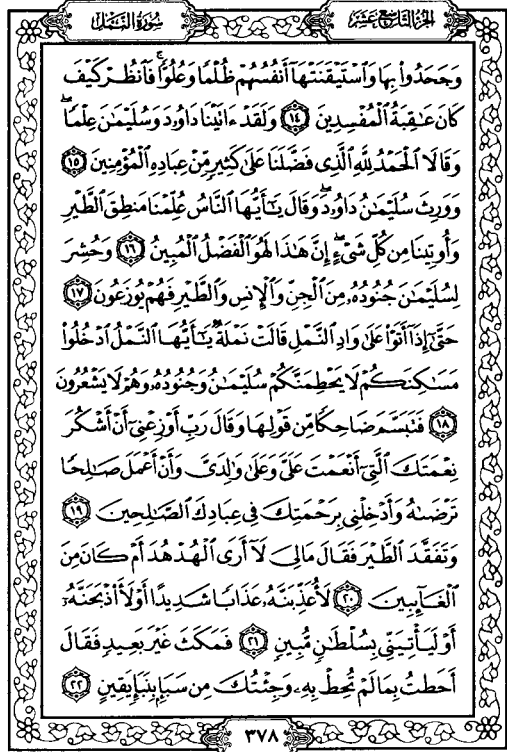 الجزء التاسع عشر
سورة النمل
وَجَحَدُوا۟ بِهَا وَٱسْتَيْقَنَتْهَآ أَنفُسُهُمْ ظُلْمًا وَعُلُوًّا ۚ فَٱنظُرْ كَيْفَ
كَانَ عَـٰقِبَةُ ٱلْمُفْسِدِينَ ١٤ وَلَقَدْ ءَاتَيْنَا دَاوُۥدَ وَسُلَيْمَـٰنَ عِلْمًا ۖ
وَقَالَا ٱلْحَمْدُ لِلَّهِ ٱلَّذِى فَضَّلَنَا عَلَىٰ كَثِيرٍ مِّنْ عِبَادِهِ ٱلْمُؤْمِنِينَ ١٥
وَوَرِثَ سُلَيْمَـٰنُ دَاوُۥدَ ۖ وَقَالَ يَـٰٓأَيُّهَا ٱلنَّاسُ عُلِّمْنَا مَنطِقَ ٱلطَّيْرِ
وَأُوتِينَا مِن كُلِّ شَىْءٍ ۖ إِنَّ هَـٰذَا لَهُوَ ٱلْفَضْلُ ٱلْمُبِينُ ١٦ وَحُشِرَ
لِسُلَيْمَـٰنَ جُنُودُهُۥ مِنَ ٱلْجِنِّ وَٱلْإِنسِ وَٱلطَّيْرِ فَهُمْ يُوزَعُونَ ١٧
حَتَّىٰٓ إِذَآ أَتَوْا۟ عَلَىٰ وَادِ ٱلنَّمْلِ قَالَتْ نَمْلَةٌ يَـٰٓأَيُّهَا ٱلنَّمْلُ ٱدْخُلُوا۟
مَسَـٰكِنَكُمْ لَا يَحْطِمَنَّكُمْ سُلَيْمَـٰنُ وَجُنُودُهُۥ وَهُمْ لَا يَشْعُرُونَ
١٨ فَتَبَسَّمَ ضَاحِكًا مِّن قَوْلِهَا وَقَالَ رَبِّ أَوْزِعْنِىٓ أَنْ أَشْكُرَ
نِعْمَتَكَ ٱلَّتِىٓ أَنْعَمْتَ عَلَىَّ وَعَلَىٰ وَٰلِدَىَّ وَأَنْ أَعْمَلَ صَـٰلِحًا
تَرْضَىٰهُ وَأَدْخِلْنِى بِرَحْمَتِكَ فِى عِبَادِكَ ٱلصَّـٰلِحِينَ ١٩
وَتَفَقَّدَ ٱلطَّيْرَ فَقَالَ مَالِىَ لَآ أَرَى ٱلْهُدْهُدَ أَمْ كَانَ مِنَ
ٱلْغَآئِبِينَ ٢٠ لَأُعَذِّبَنَّهُۥ عَذَابًا شَدِيدًا أَوْ لَأَا۟ذْبَحَنَّهُۥٓ
أَوْ لَيَأْتِيَنِّى بِسُلْطَـٰنٍ مُّبِينٍ ٢١ فَمَكَثَ غَيْرَ بَعِيدٍ فَقَالَ
أَحَطتُ بِمَا لَمْ تُحِطْ بِهِۦ وَجِئْتُكَ مِن سَبَإٍۭ بِنَبَإٍ يَقِينٍ ٢٢
٣٧٨